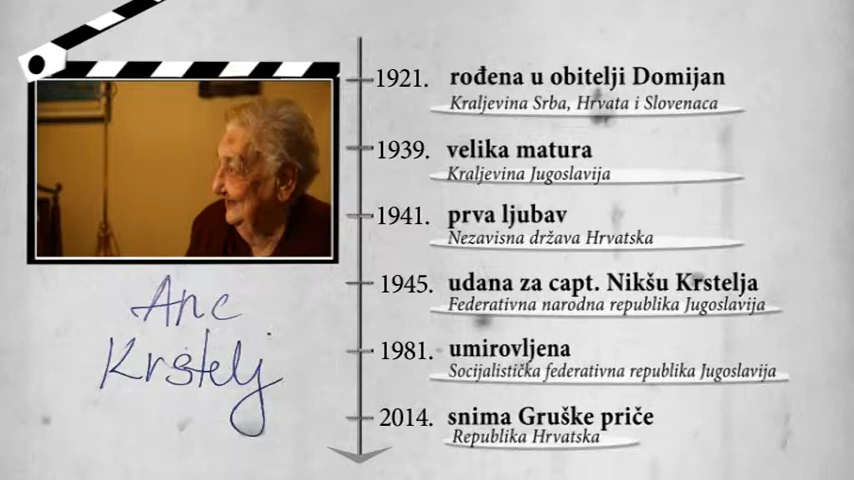 1921. rođena u obitelji Domijan
Kraljevina Srba, Hrvata i Slovenaca
1939. velika matura
Kraljevina Jugoslavija
1941. prva ljubav
Nezavisna država Hrvatska
1945. udana za capt. Nikšu Krstelja
Federativna narodna republika Jugoslavija
1981. umirovljena
Socijalistička federativna republika Jugoslavija
2014. snima Gruške priče
Republika Hrvatska
Ane
Krstelj